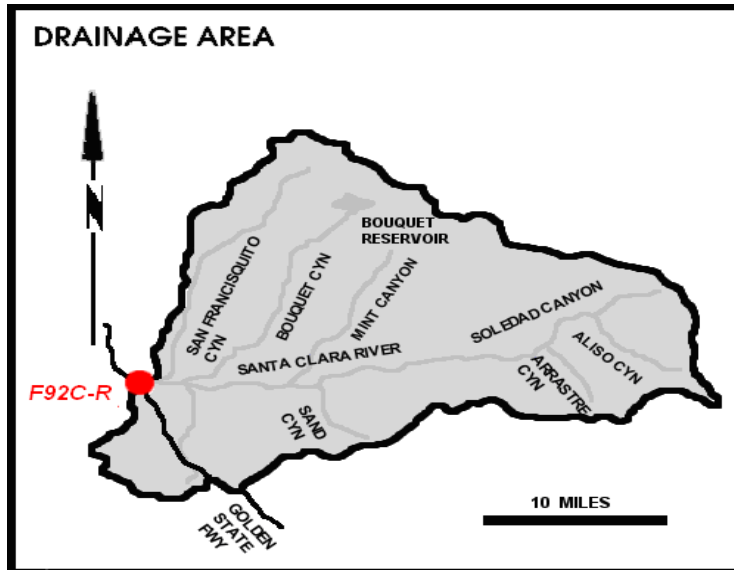 DRAINAGE AREA
N
BOUQUET
RESERVOIR
SAN FRANCISQUITO
CYN
BOUQUET CYN
MINT CANYON
SOLEDAD CANYON
SANTA CLARA RIVER
ALISO CYN
ARRASTRE
CYN
F92C-R
SAND
CYN
10 MILES
GOLDEN
STATE
FWY